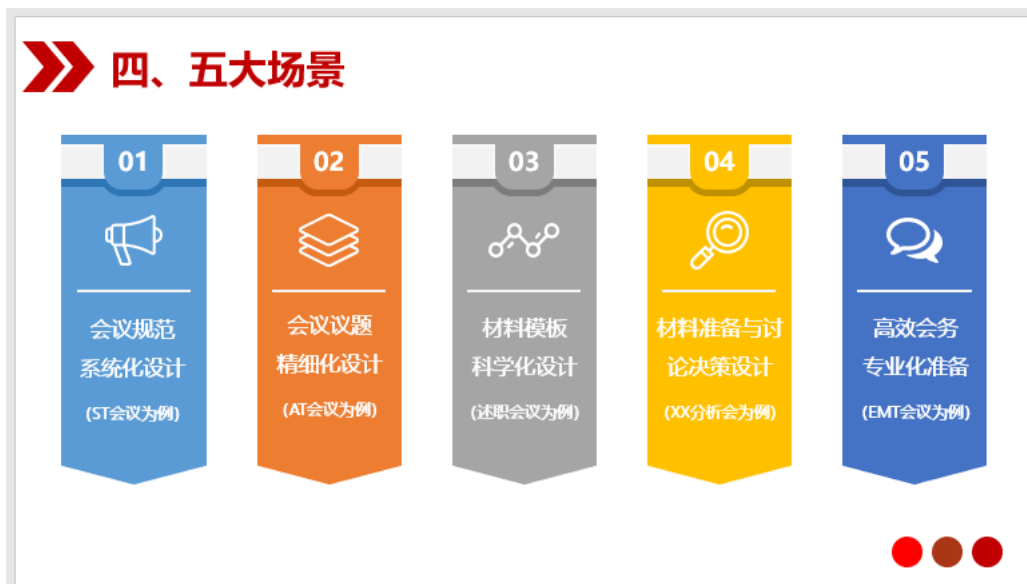 四、五大场景
01
会议规范
系统化设计
(ST会议为例)
02
会议议题
精细化设计
(AT会议为例)
03
材料模板
科学化设计
(述职会议为例)
04
材料准备与讨
论决策设计
(XX分析会为例)
05
高效会务
专业化准备
(EMT会议为例)